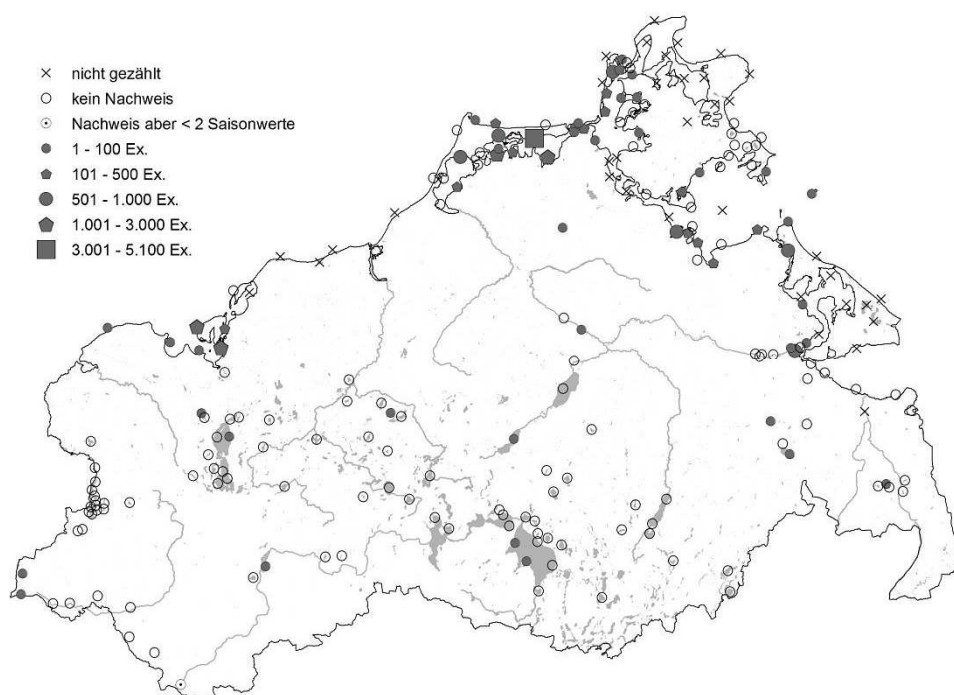 nicht gezählt
kein Nachweis
Nachweis aber < 2 Saisonwerte
1 - 100 Ex.
101 - 500 Ex.
501 - 1.000 Ex.
1.001 - 3.000 Ex.
3.001 - 5.100 Ex.